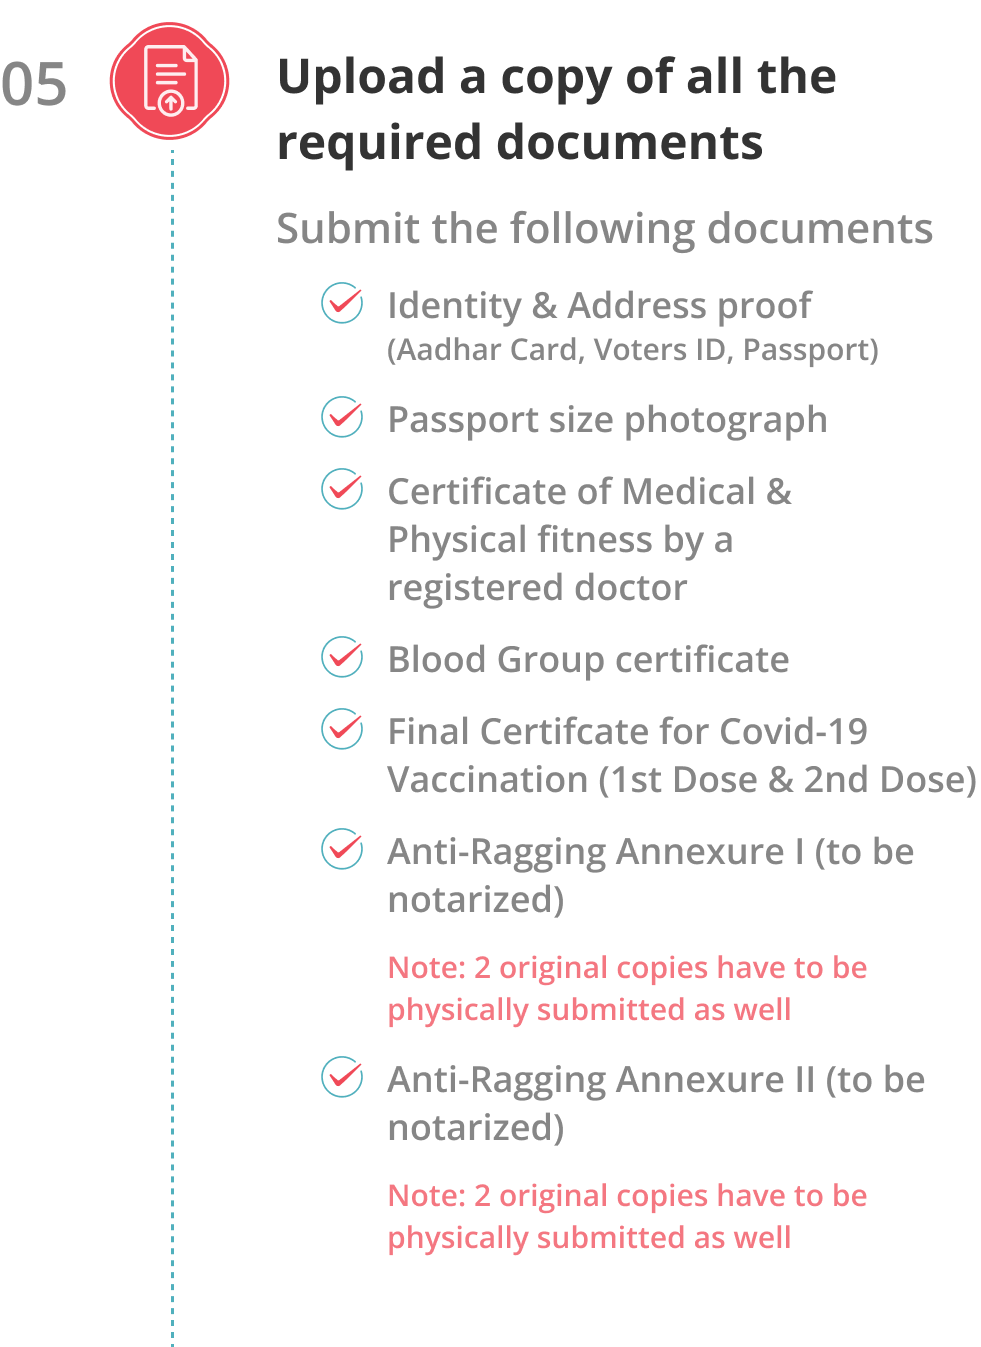 05
Upload a copy of all the
required documents
Submit the following documents
Identity & Address proof
(Aadhar Card, Voters ID, Passport)
Passport size photograph
Certificate of Medical &
Physical fitness by a
registered doctor
Blood Group certificate
Final Certifcate for Covid-19
Vaccination (1st Dose & 2nd Dose)
Anti-Ragging Annexure I (to be
notarized)
Note: 2 original copies have to be
physically submitted as well
Anti-Ragging Annexure II (to be
notarized)
Note: 2 original copies have to be
physically submitted as well